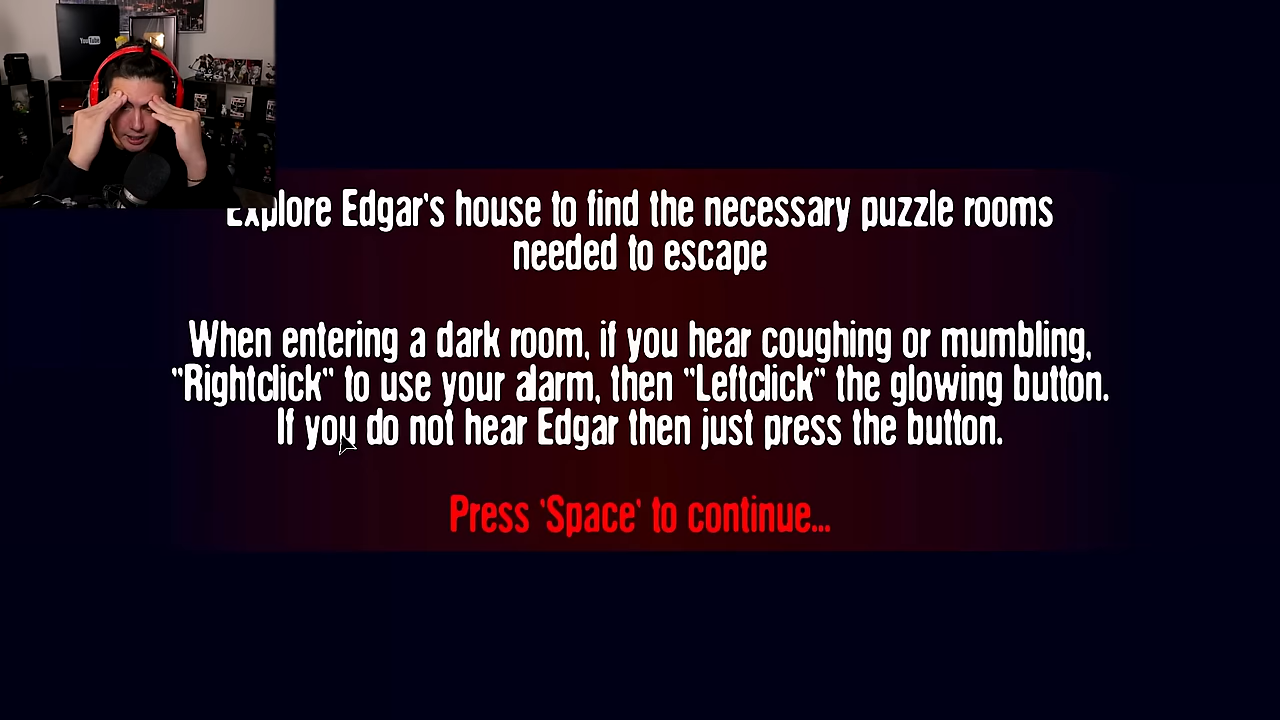 YouTube
Explore Edgar's house to find the necessary puzzle rooms
needed to escape
When entering a dark room, if you hear coughing or mumbling,
"Rightclick" to use your alarm, then "Leftclick" the glowing button.
If you do not hear Edgar then just press the button.
Press 'Space' to continue...